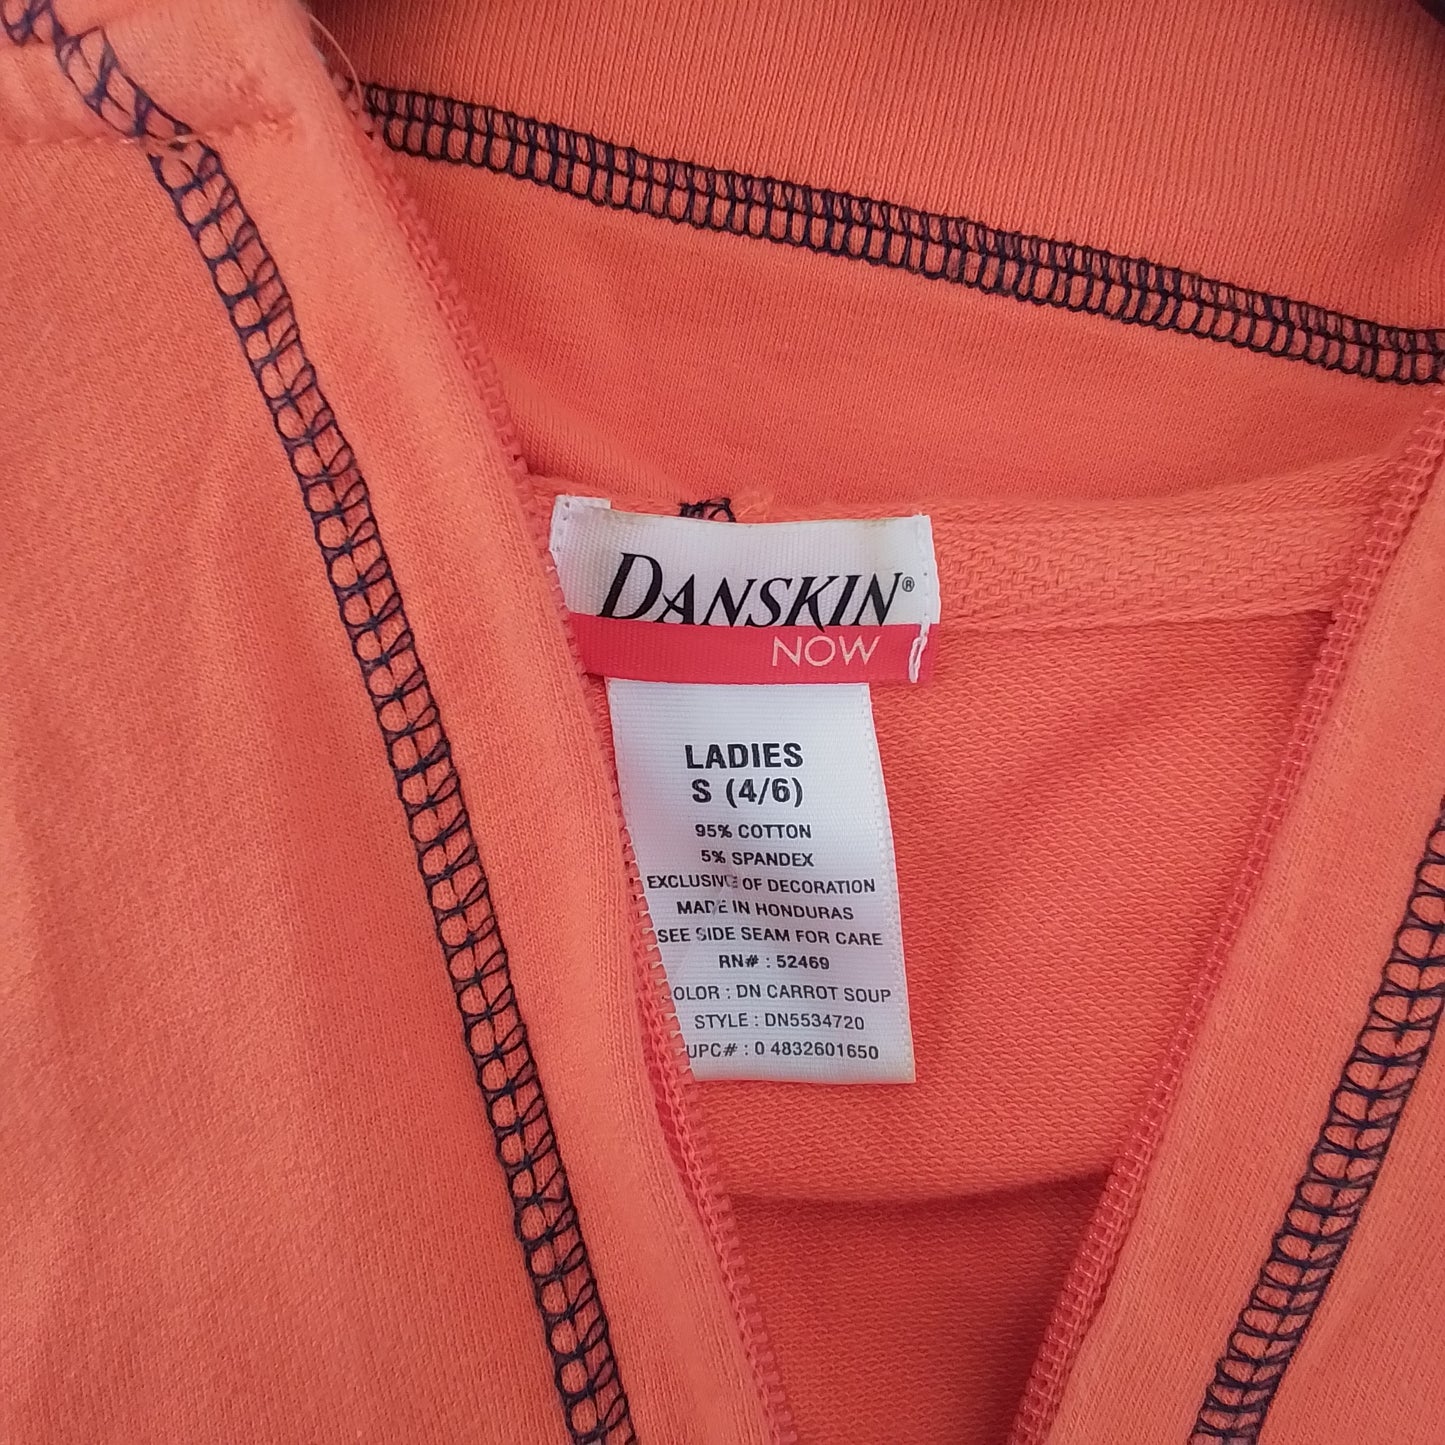 DANSKIN®
NOW
LADIES
S (4/6)
95% COTTON
5% SPANDEX
EXCLUSIVE OF DECORATION
MADE IN HONDURAS
SEE SIDE SEAM FOR CARE
RN# : 52469
OLOR : DN CARROT SOUP
STYLE : DN5534720
UPC# : 0 4832601650